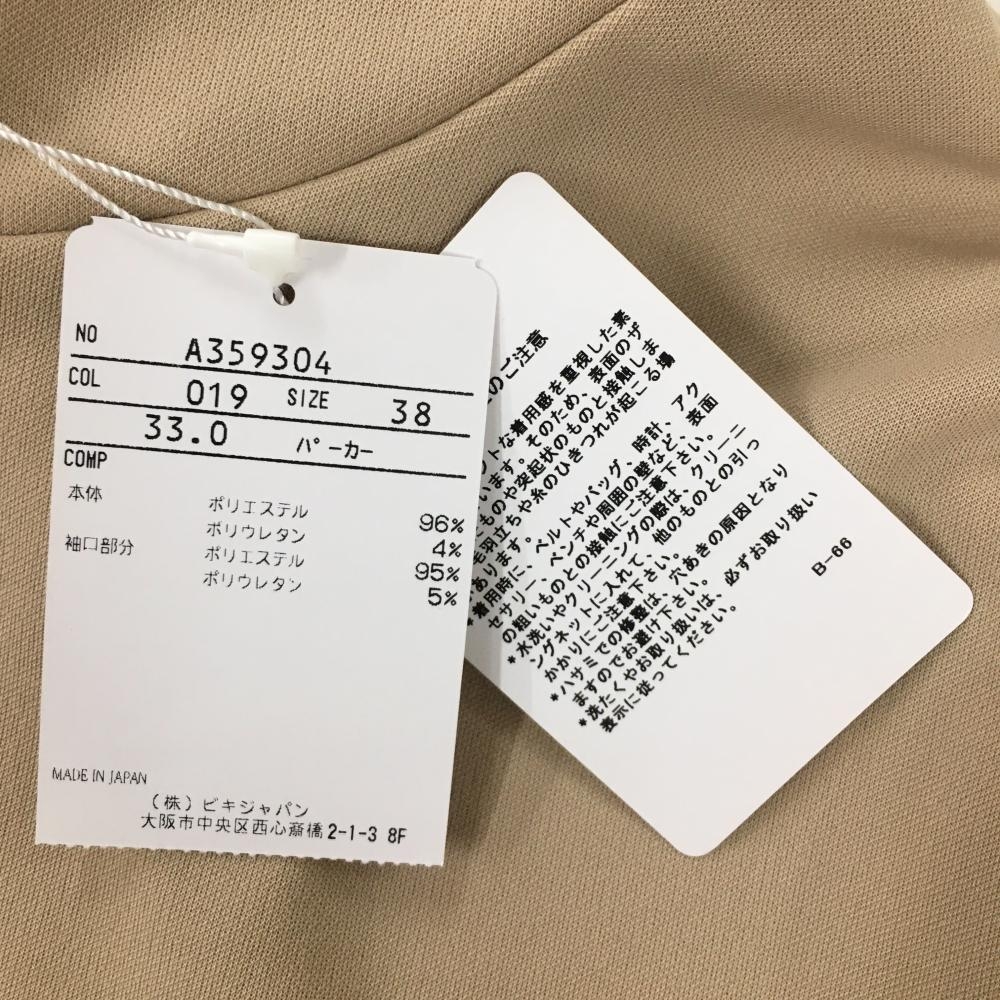 NO A359304
COL 019 SIZE 38
33.0 パーカー
COMP
本体 ポリエステル 96%
ポリウレタン 4%
袖口部分 ポリエステル 95%
ポリウレタン 5%
MADE IN JAPAN
(株)ビキジャパン
大阪市中央区西心斎橋2-1-3 8F
のご注意
な着用感を重視した素
います。そのため、表面のザ
ものや突起状のものと接触しま
毛羽立ちや糸のひきつれが起こる場
あります。
*着用時に、ベルトやバッグ、時計、アク
セサリー、ベンチや周囲の壁など、表面
の粗いものとの接触にご注意下さい。
*水洗いやクリーニングの際は、クリーニ
ングネットに入れて、他のものとの引っ
かかりにご注意下さい。
*ハサミでの修整は、穴あきの原因となり
ますのでお避け下さい。
*洗たくやお取り扱いは、必ずお取り扱い
表示に従ってください。
B-66